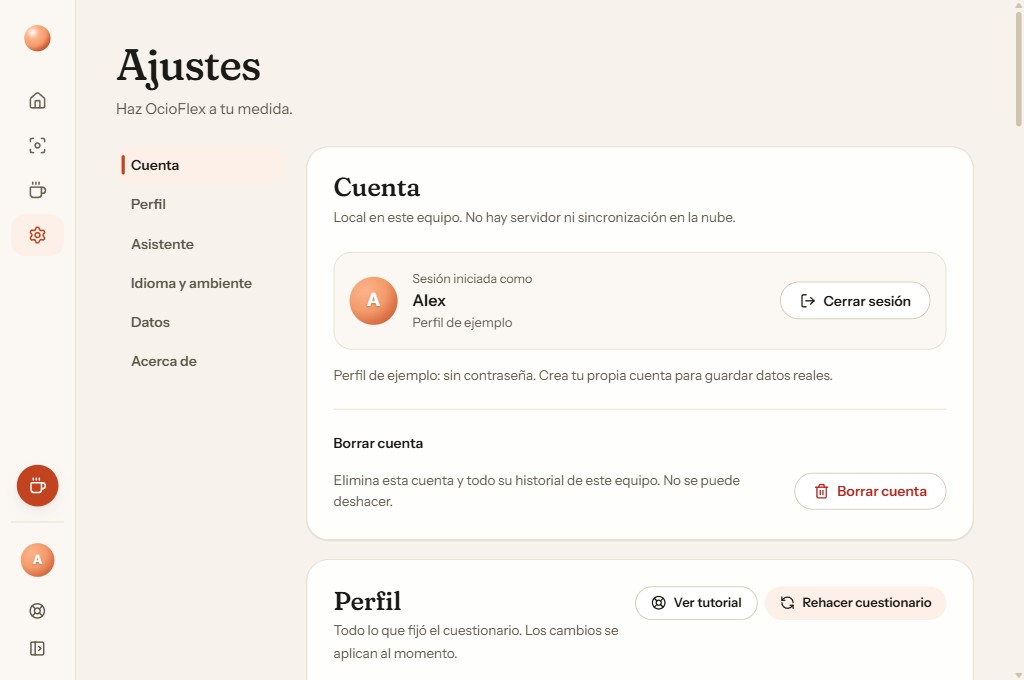 Ajustes
Haz OcioFlex a tu medida.
Cuenta
Perfil
Asistente
Idioma y ambiente
Datos
Acerca de
Cuenta
Local en este equipo. No hay servidor ni sincronización en la nube.
A
Sesión iniciada como
Alex
Perfil de ejemplo
Cerrar sesión
Perfil de ejemplo: sin contraseña. Crea tu propia cuenta para guardar datos reales.
Borrar cuenta
Elimina esta cuenta y todo su historial de este equipo. No se puede
deshacer.
Borrar cuenta
A
Perfil
Ver tutorial
Rehacer cuestionario
Todo lo que fijó el cuestionario. Los cambios se
aplican al momento.